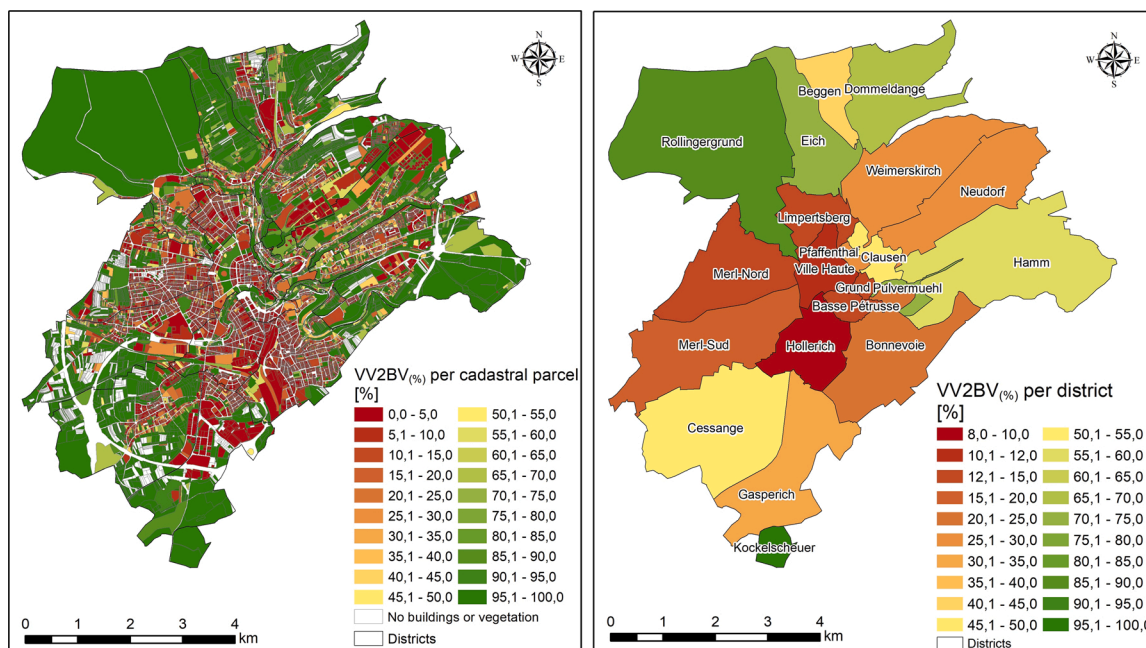 N
W E
S
VV2BV(%) per cadastral parcel
[%]
0,0 - 5,0
5,1 - 10,0
10,1 - 15,0
15,1 - 20,0
20,1 - 25,0
25,1 - 30,0
30,1 - 35,0
35,1 - 40,0
40,1 - 45,0
45,1 - 50,0
50,1 - 55,0
55,1 - 60,0
60,1 - 65,0
65,1 - 70,0
70,1 - 75,0
75,1 - 80,0
80,1 - 85,0
85,1 - 90,0
90,1 - 95,0
95,1 - 100,0
No buildings or vegetation
Districts
0 1 2 3 4
km
N
W E
S
Beggen
Dommeldange
Rollingergrund
Eich
Weimerskirch
Neudorf
Limpertsberg
Pfaffenthal
Clausen
Merl-Nord
Ville Haute
Hamm
Grund
Pulvermuehl
Basse Pétrusse
Merl-Sud
Hollerich
Bonnevoie
Cessange
Gasperich
Kockelscheuer
VV2BV(%) per district
[%]
8,0 - 10,0
10,1 - 12,0
12,1 - 15,0
15,1 - 20,0
20,1 - 25,0
25,1 - 30,0
30,1 - 35,0
35,1 - 40,0
40,1 - 45,0
45,1 - 50,0
50,1 - 55,0
55,1 - 60,0
60,1 - 65,0
65,1 - 70,0
70,1 - 75,0
75,1 - 80,0
80,1 - 85,0
85,1 - 90,0
90,1 - 95,0
95,1 - 100,0
Districts
0 1 2 3 4
km